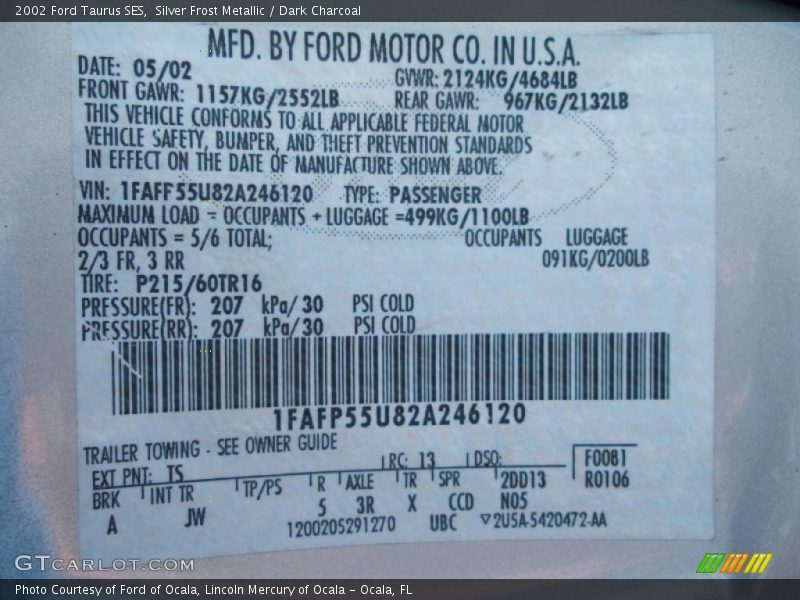 2002 Ford Taurus SES, Silver Frost Metallic / Dark Charcoal
MFD. BY FORD MOTOR CO. IN U.S.A.
DATE: 05/02 GVWR: 2124KG/4684LB
FRONT GAWR: 1157KG/2552LB REAR GAWR: 967KG/2132LB
THIS VEHICLE CONFORMS TO ALL APPLICABLE FEDERAL MOTOR
VEHICLE SAFETY, BUMPER, AND THEFT PREVENTION STANDARDS
IN EFFECT ON THE DATE OF MANUFACTURE SHOWN ABOVE.
VIN: 1FAFP55U82A246120 TYPE: PASSENGER
MAXIMUM LOAD = OCCUPANTS + LUGGAGE =499KG/1100LB
OCCUPANTS = 5/6 TOTAL; OCCUPANTS LUGGAGE
2/3 FR, 3 RR 091KG/0200LB
TIRE: P215/60TR16
PRESSURE(FR): 207 kPa/ 30 PSI COLD
PRESSURE(RR): 207 kPa/ 30 PSI COLD
1FAFP55U82A246120
TRAILER TOWING - SEE OWNER GUIDE
EXT PNT: TS RC: 13 DSO: F0081
BRK INT TR TP/PS R AXLE TR SPR 2DD13 R0106
A JW 5 3R X CCD N05
1200205291270 UBC ▽2U5A-5420472-AA
GTCARLOT.COM
Photo Courtesy of Ford of Ocala, Lincoln Mercury of Ocala - Ocala, FL